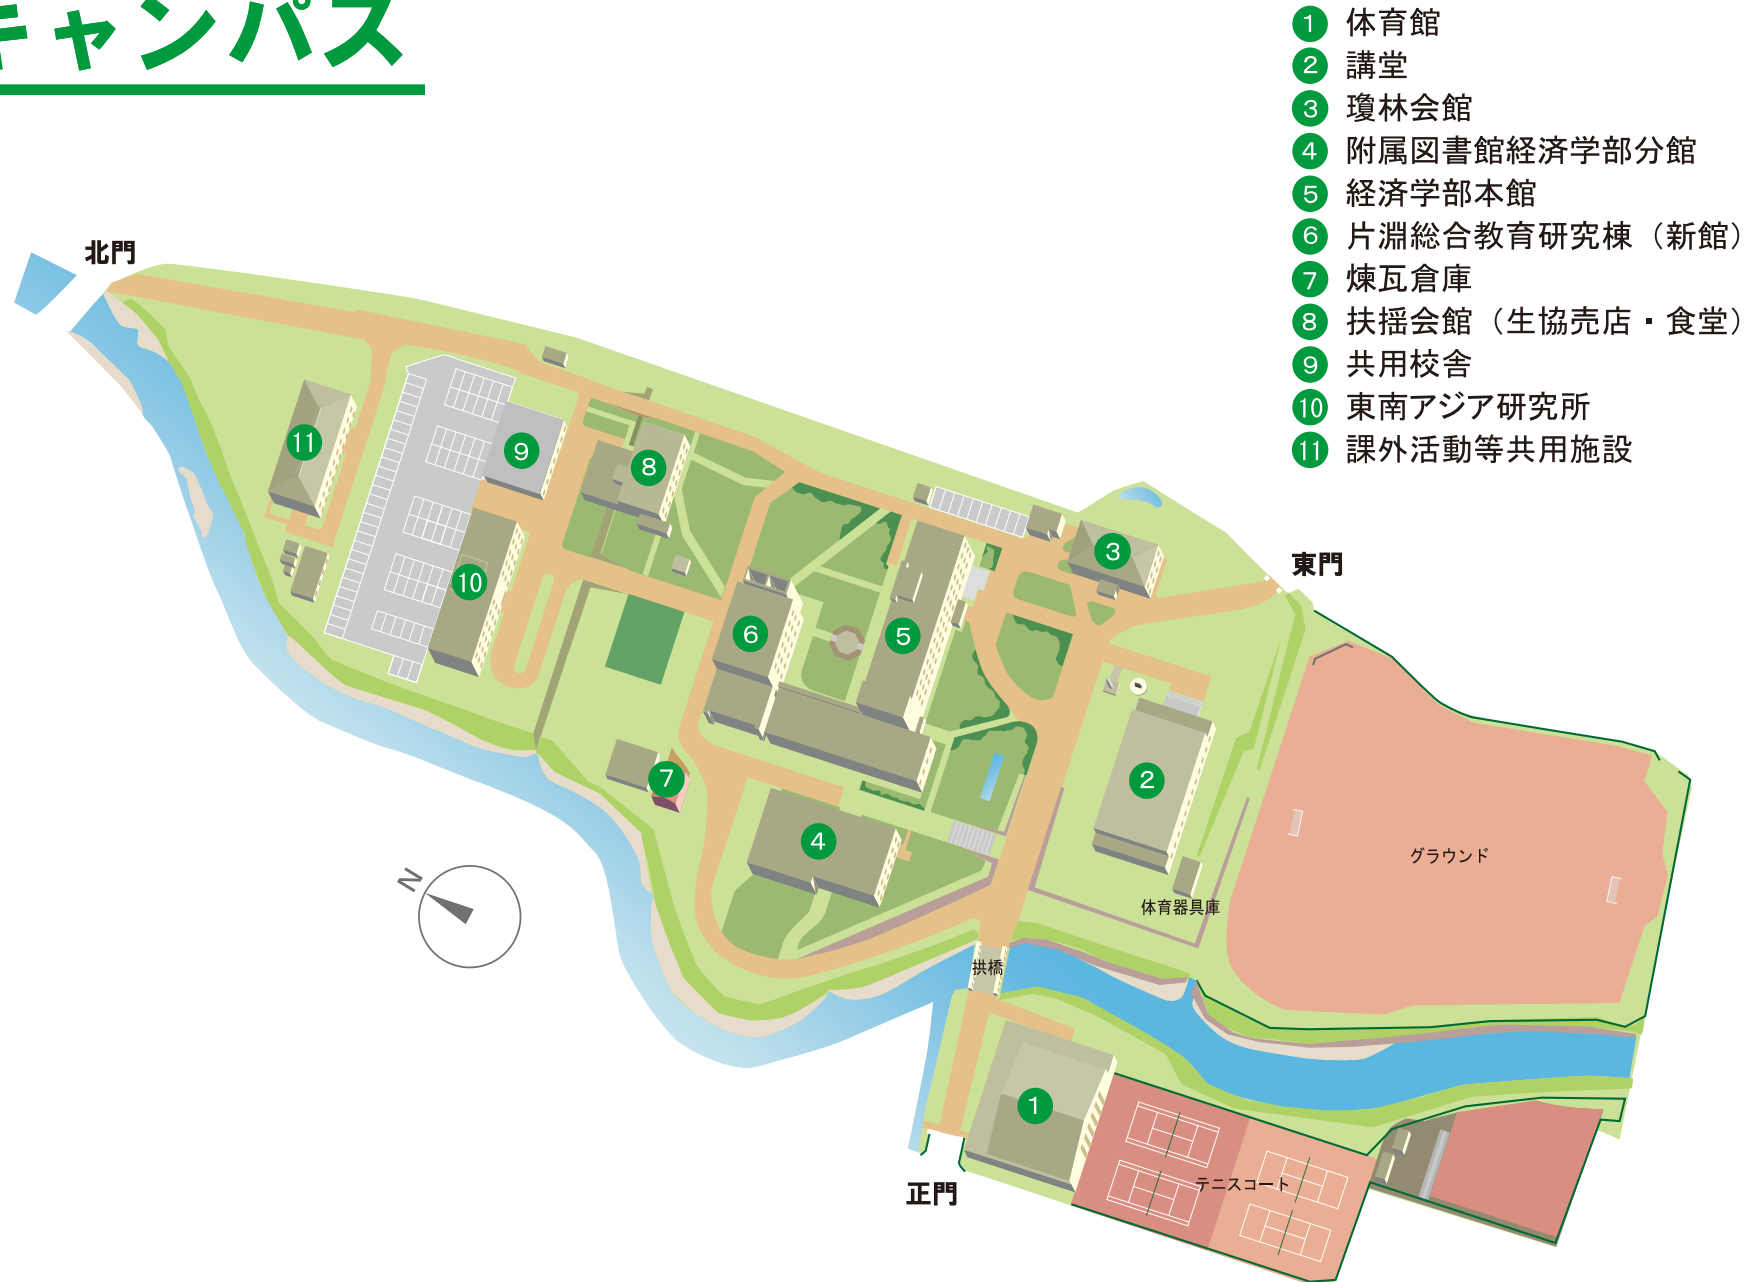 キャンパス
1 体育館
2 講堂
3 瓊林会館
4 附属図書館経済学部分館
5 経済学部本館
6 片淵総合教育研究棟（新館）
7 煉瓦倉庫
8 扶揺会館（生協売店・食堂）
9 共用校舎
10 東南アジア研究所
11 課外活動等共用施設
北門
11
9
8
10
3
東門
6
5
7
2
4
グラウンド
N
体育器具庫
拱橋
1
正門
テニスコート